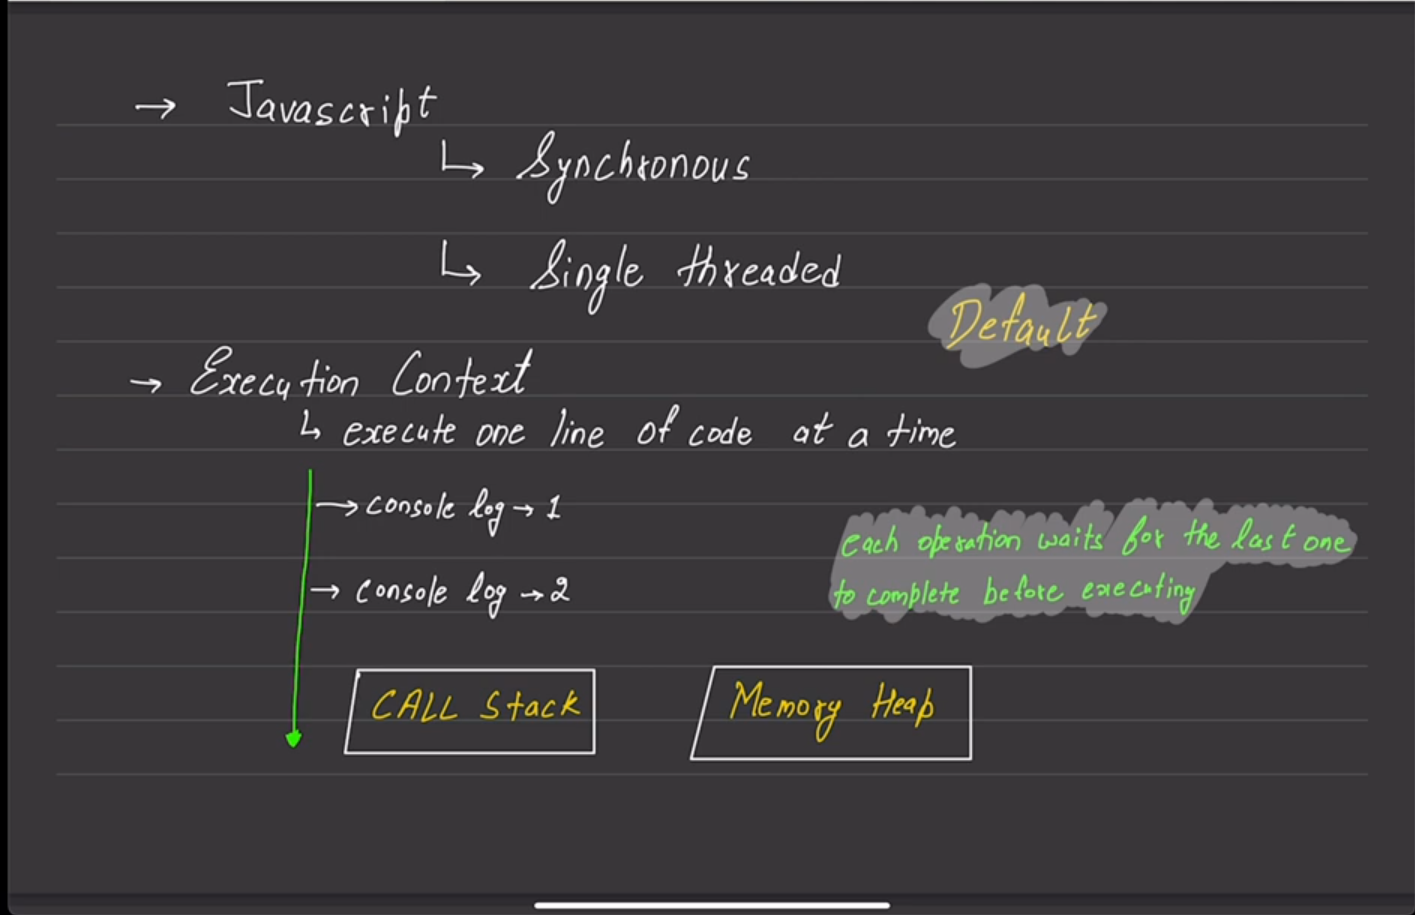 → Javascript
↳ Synchronous
↳ Single threaded
Default
→ Execution Context
↳ execute one line of code at a time
→ console log → 1
→ console log → 2
each operation waits for the last one
to complete before executing
CALL Stack
Memory Heap